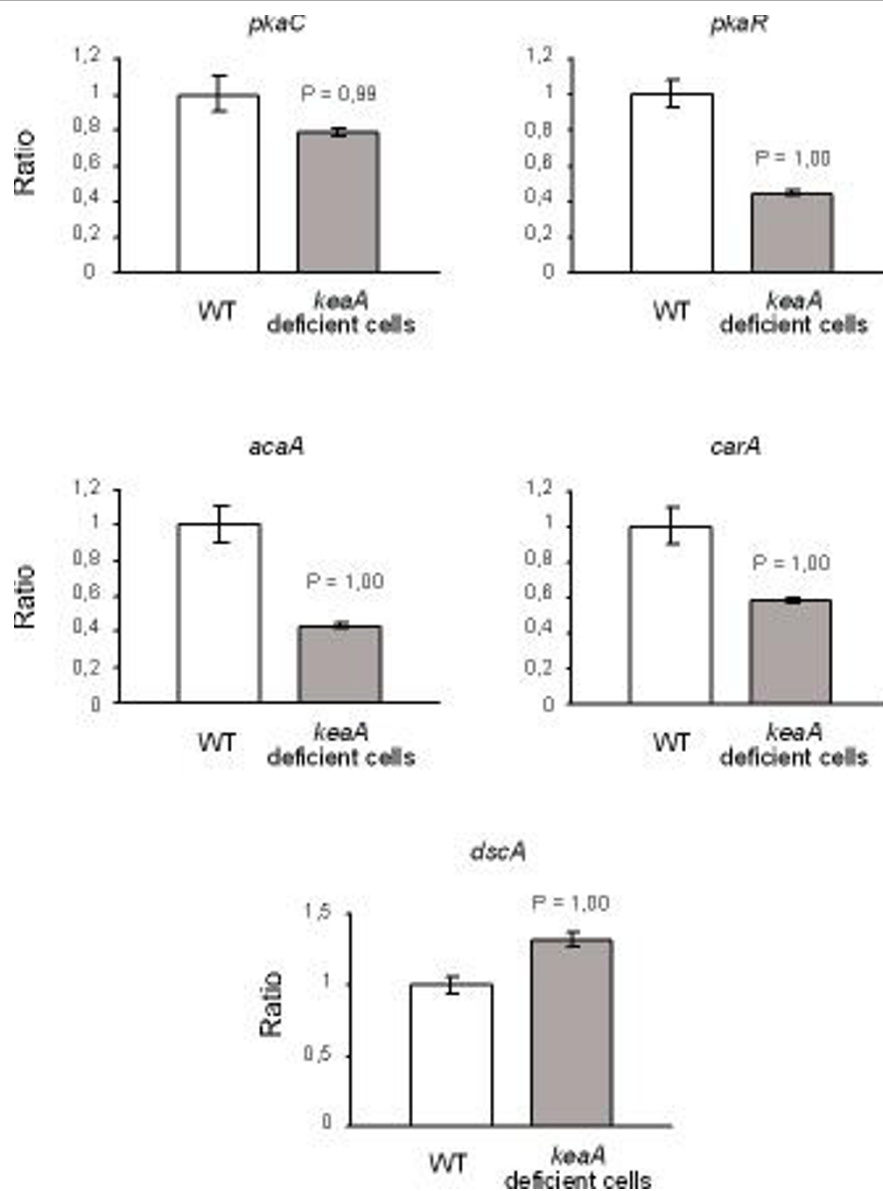 pkaC
pkaR
1,2
1
0,8
0,6
0,4
0,2
0
Ratio
P = 0,99
WT
keaA
deficient cells
1,2
1
0,8
0,6
0,4
0,2
0
P = 1,00
WT
keaA
deficient cells
acaA
carA
1,2
1
0,8
0,6
0,4
0,2
0
Ratio
P = 1,00
WT
keaA
deficient cells
1,2
1
0,8
0,6
0,4
0,2
0
P = 1,00
WT
keaA
deficient cells
dscA
1,5
1
0,5
0
Ratio
P = 1,00
WT
keaA
deficient cells